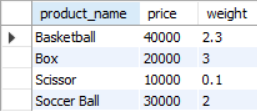 product_name price weight
Basketball 40000 2.3
Box 20000 3
Scissor 10000 0.1
Soccer Ball 30000 2